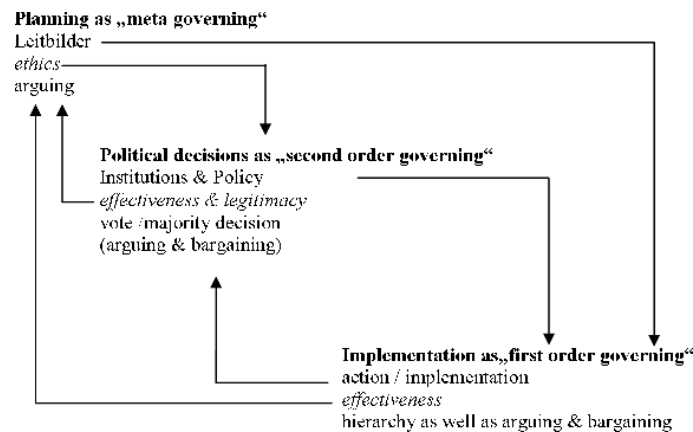 Planning as „meta governing“
Leitbilder
ethics
arguing
Political decisions as „second order governing“
Institutions & Policy
effectiveness & legitimacy
vote /majority decision
(arguing & bargaining)
Implementation as„first order governing“
action / implementation
effectiveness
hierarchy as well as arguing & bargaining